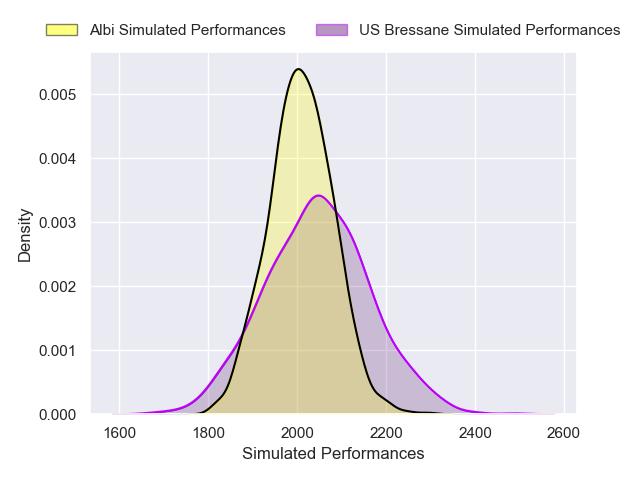 Albi Simulated Performances US Bressane Simulated Performances
0.005
0.004
0.003
0.002
0.001
0.000
Density
1600 1800 2000 2200 2400 2600
Simulated Performances